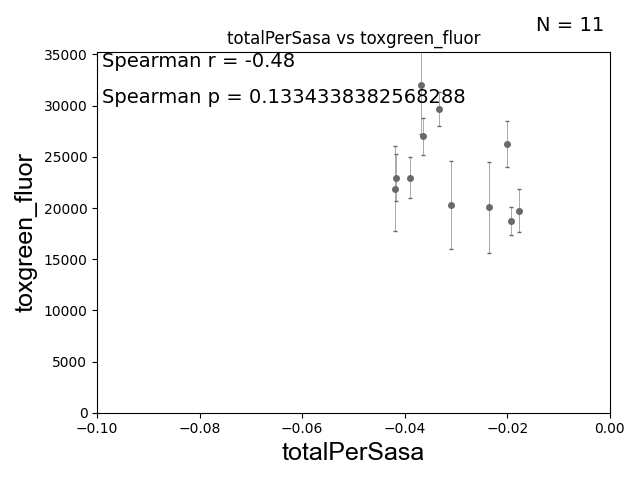 N = 11
totalPerSasa vs toxgreen_fluor
Spearman r = -0.48
Spearman p = 0.1334338382568288
toxgreen_fluor
35000
30000
25000
20000
15000
10000
5000
0
−0.10 −0.08 −0.06 −0.04 −0.02 0.00
totalPerSasa